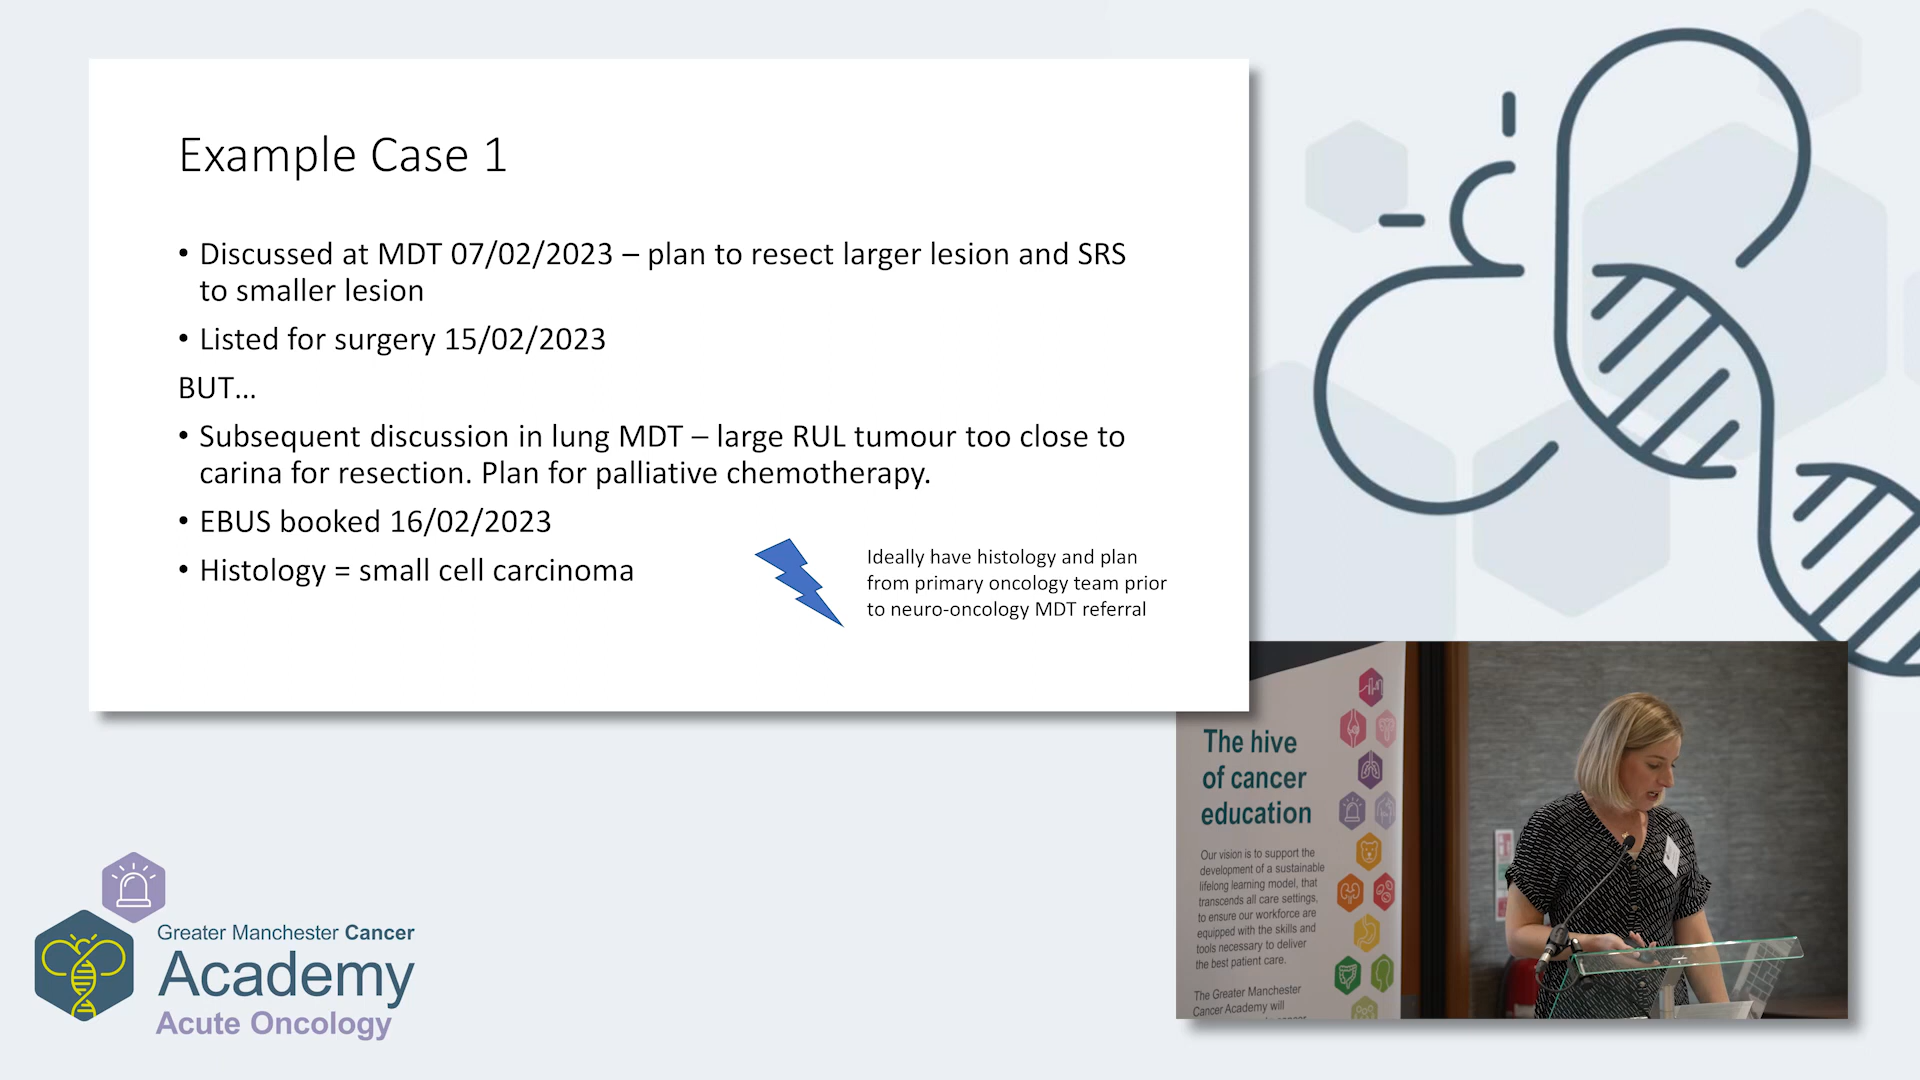 Example Case 1
• Discussed at MDT 07/02/2023 – plan to resect larger lesion and SRS
to smaller lesion
• Listed for surgery 15/02/2023
BUT…
• Subsequent discussion in lung MDT – large RUL tumour too close to
carina for resection. Plan for palliative chemotherapy.
• EBUS booked 16/02/2023
• Histology = small cell carcinoma
Ideally have histology and plan
from primary oncology team prior
to neuro-oncology MDT referral
The hive
of cancer
education
Our vision is to support the
development of a sustainable
lifelong learning model, that
transcends all care settings,
to ensure our workforce are
equipped with the skills and
tools necessary to deliver
the best patient care.
The Greater Manchester
Cancer Academy will
Greater Manchester Cancer
Academy
Acute Oncology